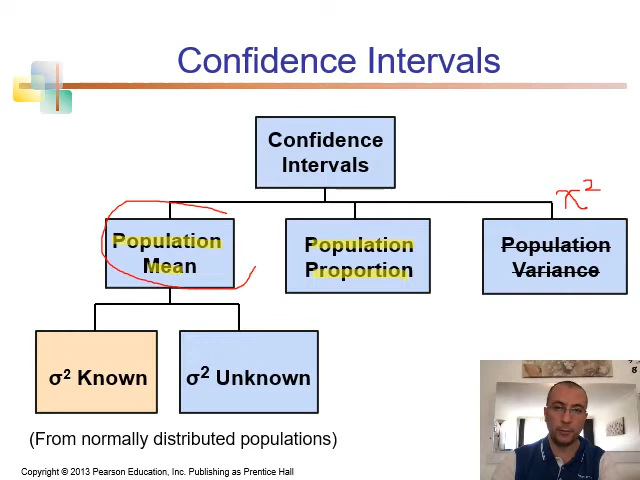 Confidence Intervals
Confidence
Intervals
χ²
Population
Mean
Population
Proportion
Population
Variance
σ² Known
σ² Unknown
(From normally distributed populations)
Copyright © 2013 Pearson Education, Inc. Publishing as Prentice Hall